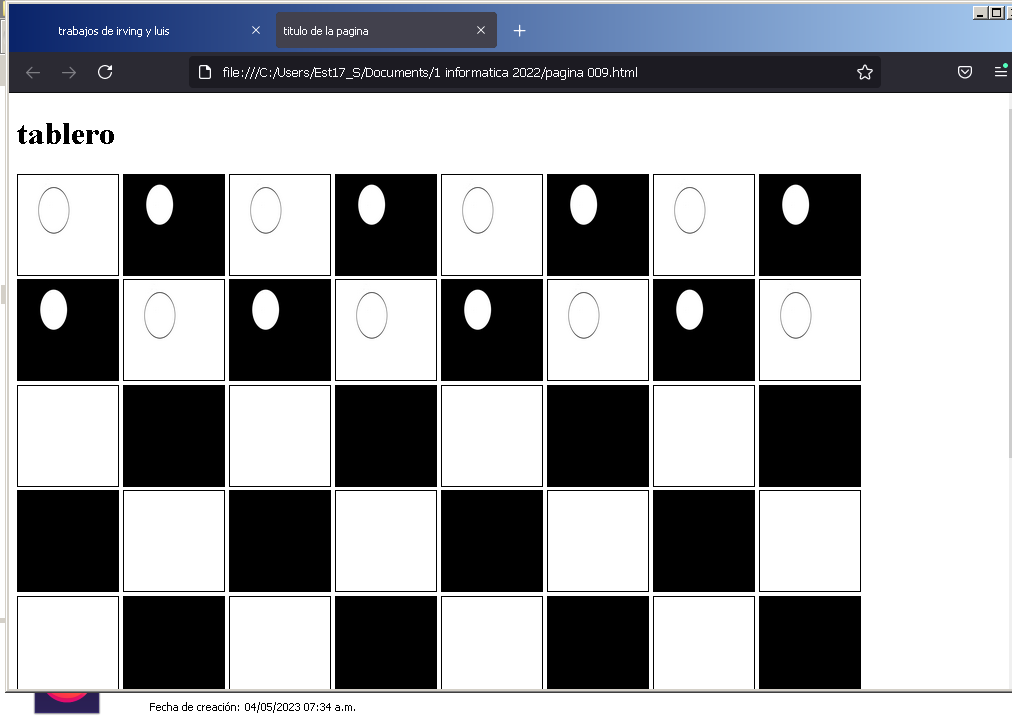 trabajos de irving y luis
titulo de la pagina
file:///C:/Users/Est17_S/Documents/1 informatica 2022/pagina 009.html
tablero
Fecha de creación: 04/05/2023 07:34 a.m.